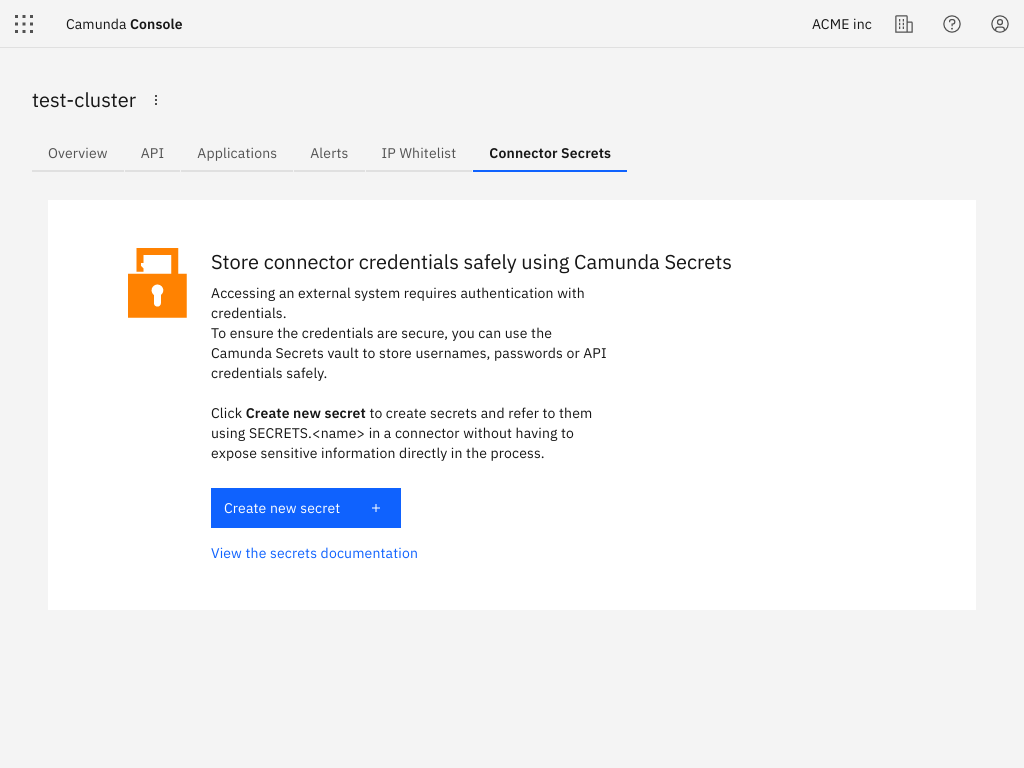 Camunda Console
ACME inc
test-cluster
Overview
API
Applications
Alerts
IP Whitelist
Connector Secrets
Store connector credentials safely using Camunda Secrets
Accessing an external system requires authentication with
credentials.
To ensure the credentials are secure, you can use the
Camunda Secrets vault to store usernames, passwords or API
credentials safely.
Click Create new secret to create secrets and refer to them
using SECRETS.<name> in a connector without having to
expose sensitive information directly in the process.
Create new secret +
View the secrets documentation